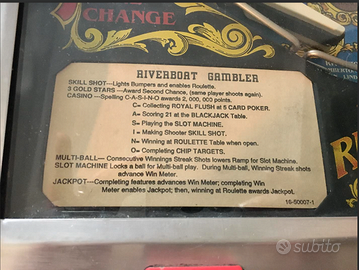 CHANGE
RIVERBOAT GAMBLER
SKILL SHOT---Lights Bumpers and enables Roulette.
3 GOLD STARS --- Award Second Chance, (same player shoots again).
CASINO ---Spelling C-A-S-I-N-O awards 2, 000, 000 points.
C= Collecting ROYAL FLUSH at 5 CARD POKER.
A= Scoring 21 at the BLACKJACK Table.
S= Playing the SLOT MACHINE.
I = Making Shooter SKILL SHOT.
N= Winning at ROULETTE Table when open.
O= Completing CHIP TARGETS.
MULTI-BALL--- Consecutive Winnings Streak Shots lowers Ramp for Slot Machine.
SLOT MACHINE Locks a ball for Multi-ball play. During Multi-ball, Winning Streak shots
advance Win Meter.
JACKPOT---Completing features advances Win Meter; completing Win
Meter enables Jackpot; then, winning at Roulette awards Jackpot.
16-50007-1
subito